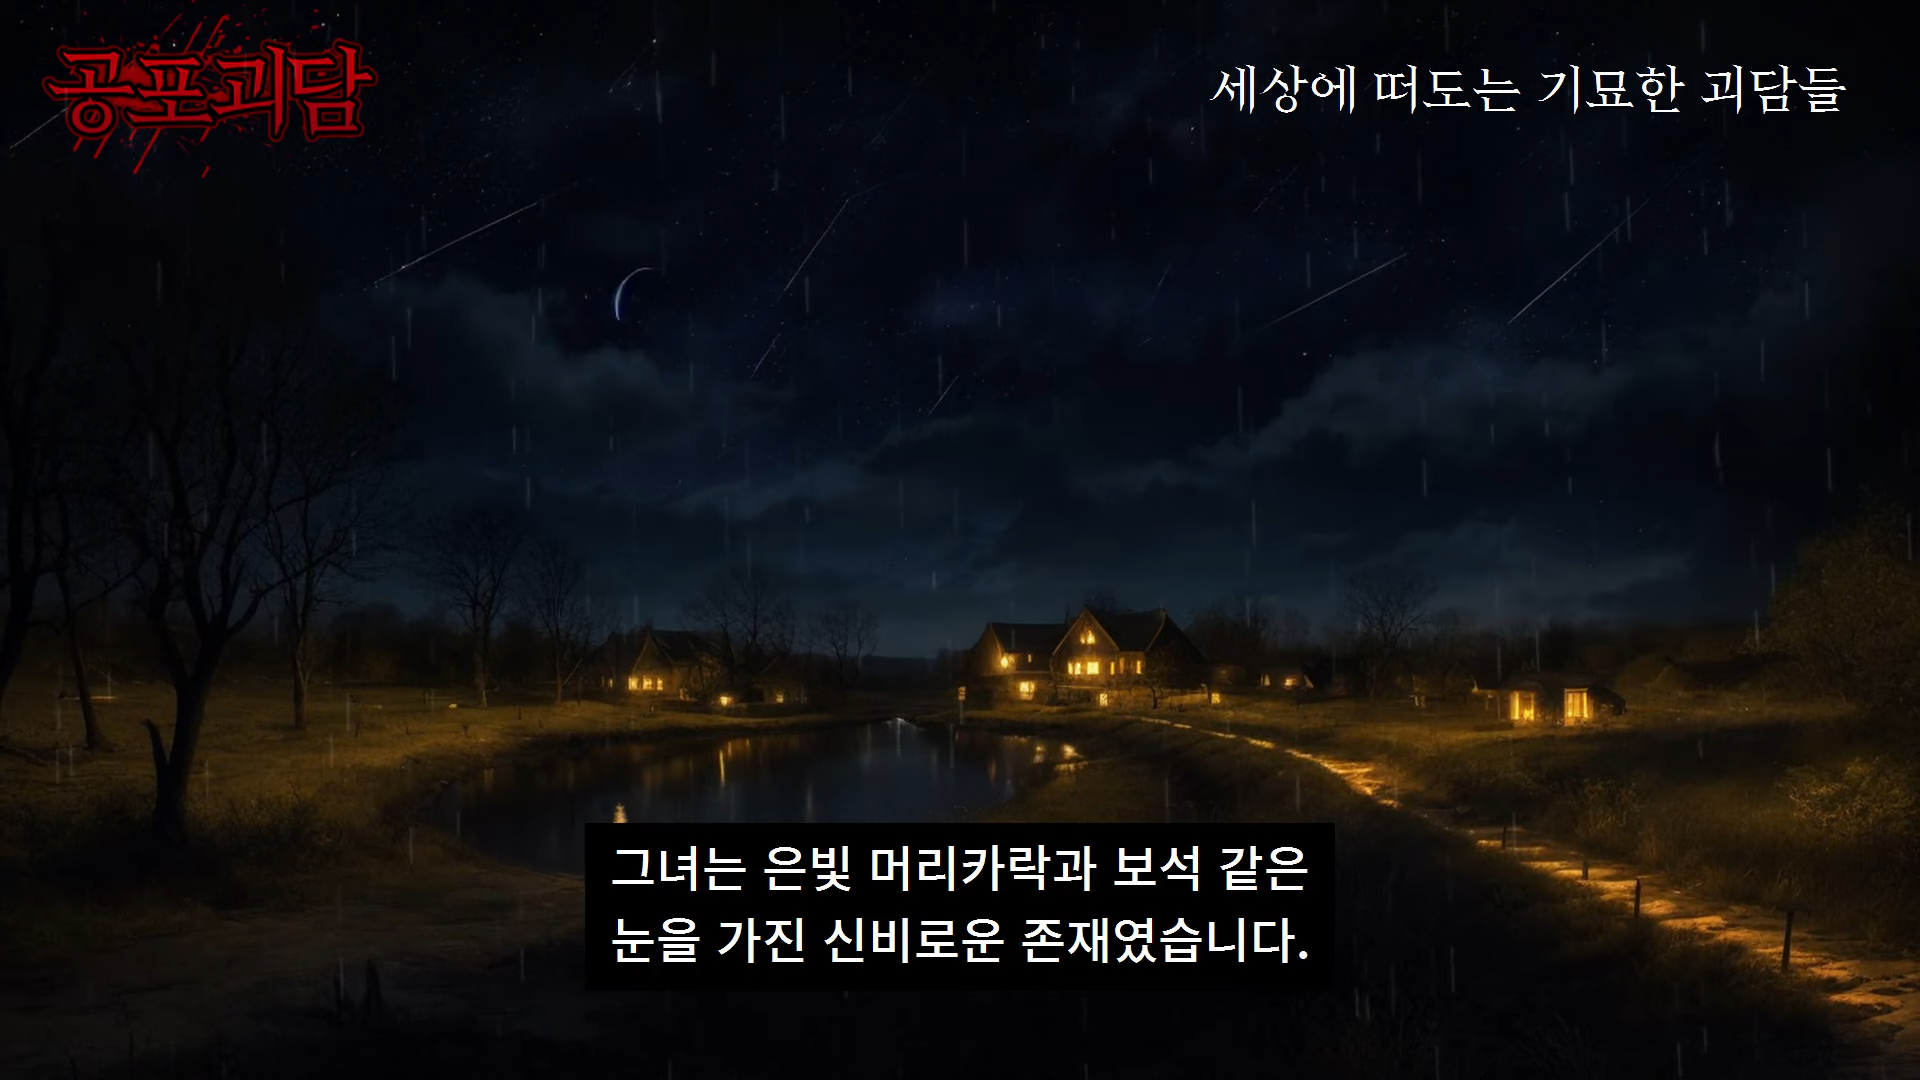 공포괴담
세상에 떠도는 기묘한 괴담들
그녀는 은빛 머리카락과 보석 같은
눈을 가진 신비로운 존재였습니다.